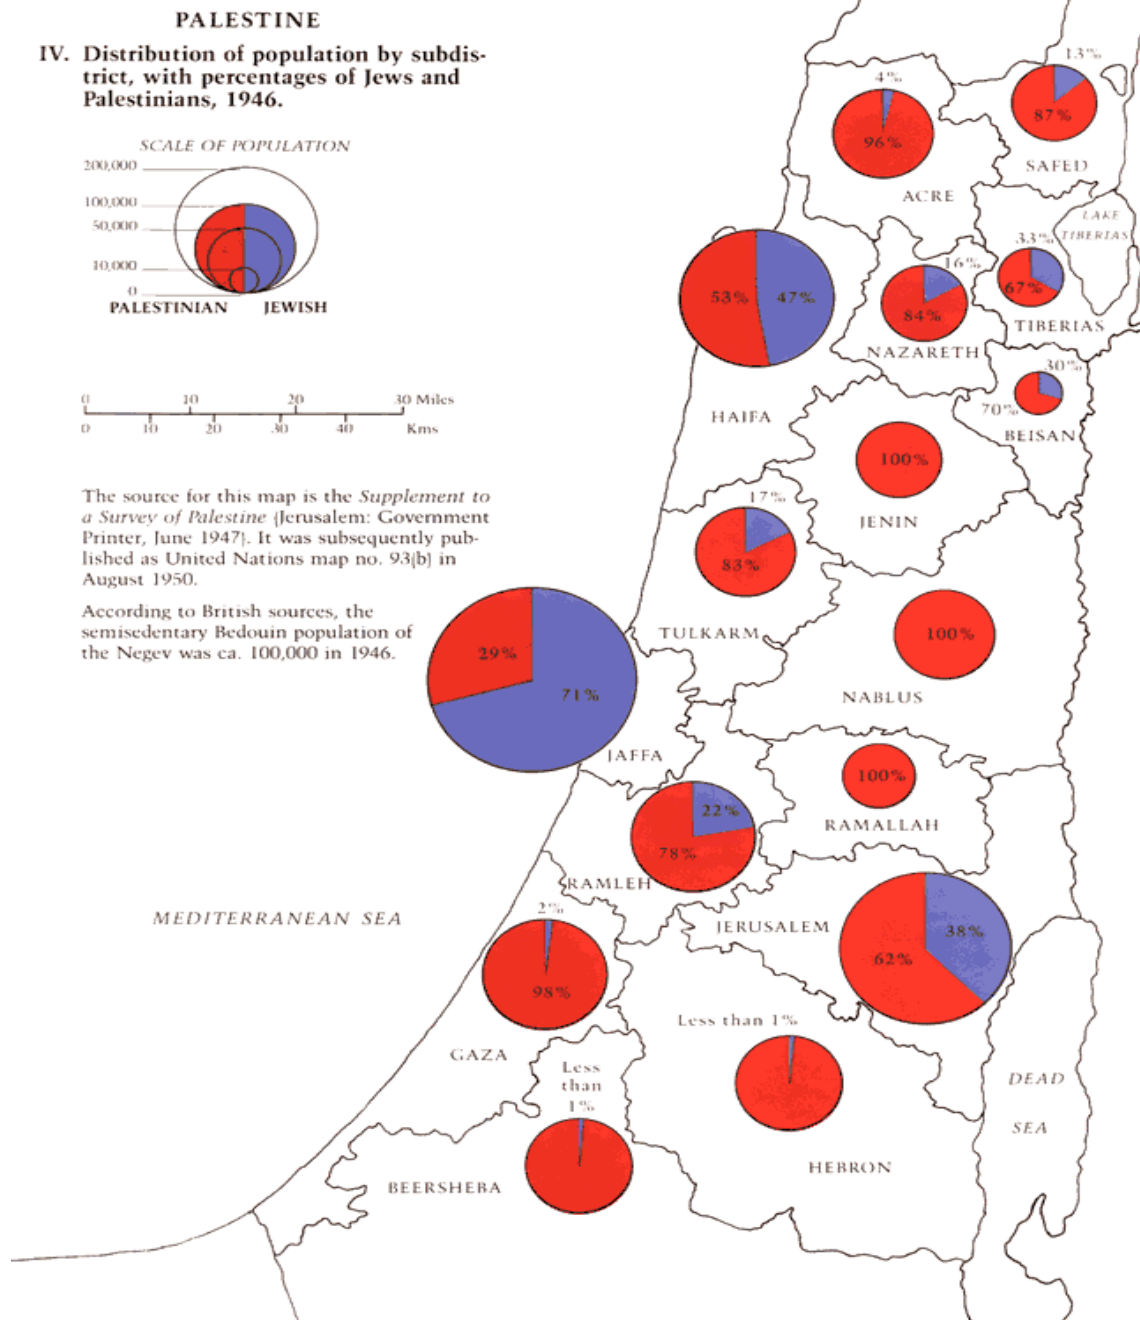 PALESTINE
IV. Distribution of population by subdis-
trict, with percentages of Jews and
Palestinians, 1946.
SCALE OF POPULATION
200,000
100,000
50,000
10,000
0
PALESTINIAN JEWISH
0 10 20 30 Miles
0 10 20 30 40 Kms
The source for this map is the Supplement to
a Survey of Palestine (Jerusalem: Government
Printer, June 1947). It was subsequently pub-
lished as United Nations map no. 93(b) in
August 1950.
According to British sources, the
semisedentary Bedouin population of
the Negev was ca. 100,000 in 1946.
13%
87%
SAFED
4%
96%
ACRE
LAKE
TIBERIAS
33%
67%
TIBERIAS
16%
84%
NAZARETH
53% 47%
HAIFA
30%
70%
BEISAN
100%
JENIN
17%
83%
TULKARM
100%
NABLUS
29%
71%
JAFFA
100%
RAMALLAH
22%
78%
RAMLEH
MEDITERRANEAN SEA
38%
62%
JERUSALEM
2%
98%
GAZA
Less than 1%
HEBRON
Less
than
1%
BEERSHEBA
DEAD
SEA